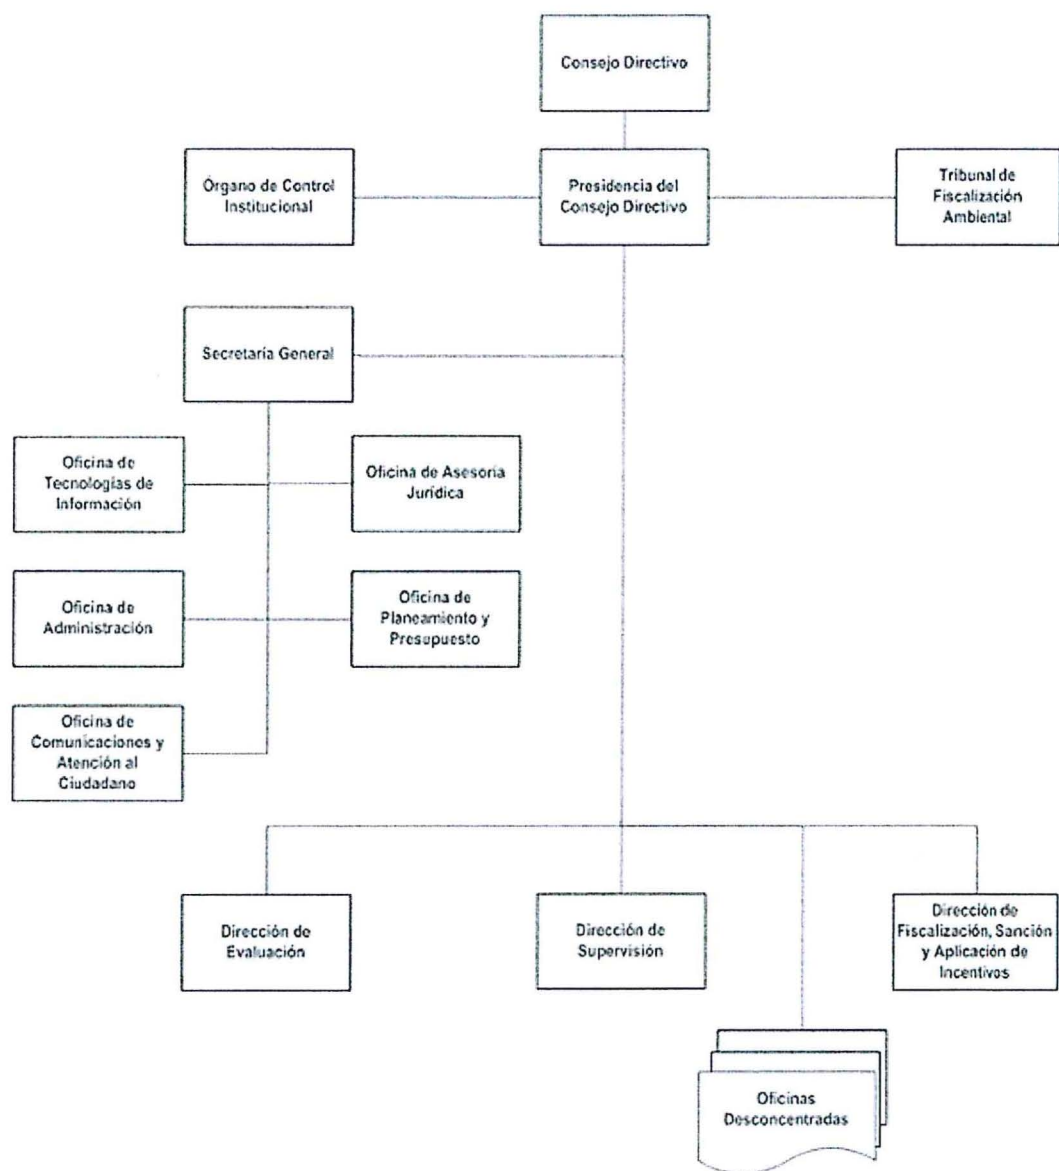 Consejo Directivo
Órgano de Control
Institucional
Presidencia del
Consejo Directivo
Tribunal de
Fiscalización
Ambiental
Secretaría General
Oficina de
Tecnologías de
Información
Oficina de Asesoría
Jurídica
Oficina de
Administración
Oficina de
Planeamiento y
Presupuesto
Oficina de
Comunicaciones y
Atención al
Ciudadano
Dirección de
Evaluación
Dirección de
Supervisión
Dirección de
Fiscalización, Sanción
y Aplicación de
Incentivos
Oficinas
Desconcentradas